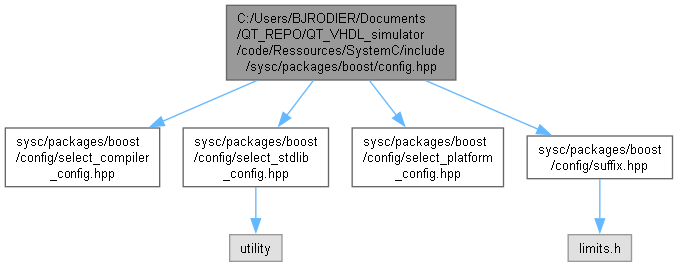 C:/Users/BJRODIER/Documents
/QT_REPO/QT_VHDL_simulator
/code/Ressources/SystemC/include
/sysc/packages/boost/config.hpp
sysc/packages/boost
/config/select_compiler
_config.hpp
sysc/packages/boost
/config/select_stdlib
_config.hpp
sysc/packages/boost
/config/select_platform
_config.hpp
sysc/packages/boost
/config/suffix.hpp
utility
limits.h